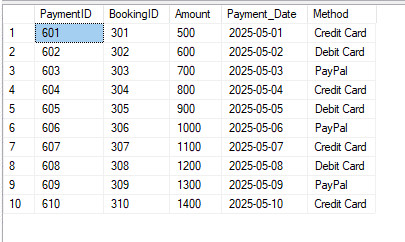 PaymentID BookingID Amount Payment_Date Method
1 601 301 500 2025-05-01 Credit Card
2 602 302 600 2025-05-02 Debit Card
3 603 303 700 2025-05-03 PayPal
4 604 304 800 2025-05-04 Credit Card
5 605 305 900 2025-05-05 Debit Card
6 606 306 1000 2025-05-06 PayPal
7 607 307 1100 2025-05-07 Credit Card
8 608 308 1200 2025-05-08 Debit Card
9 609 309 1300 2025-05-09 PayPal
10 610 310 1400 2025-05-10 Credit Card